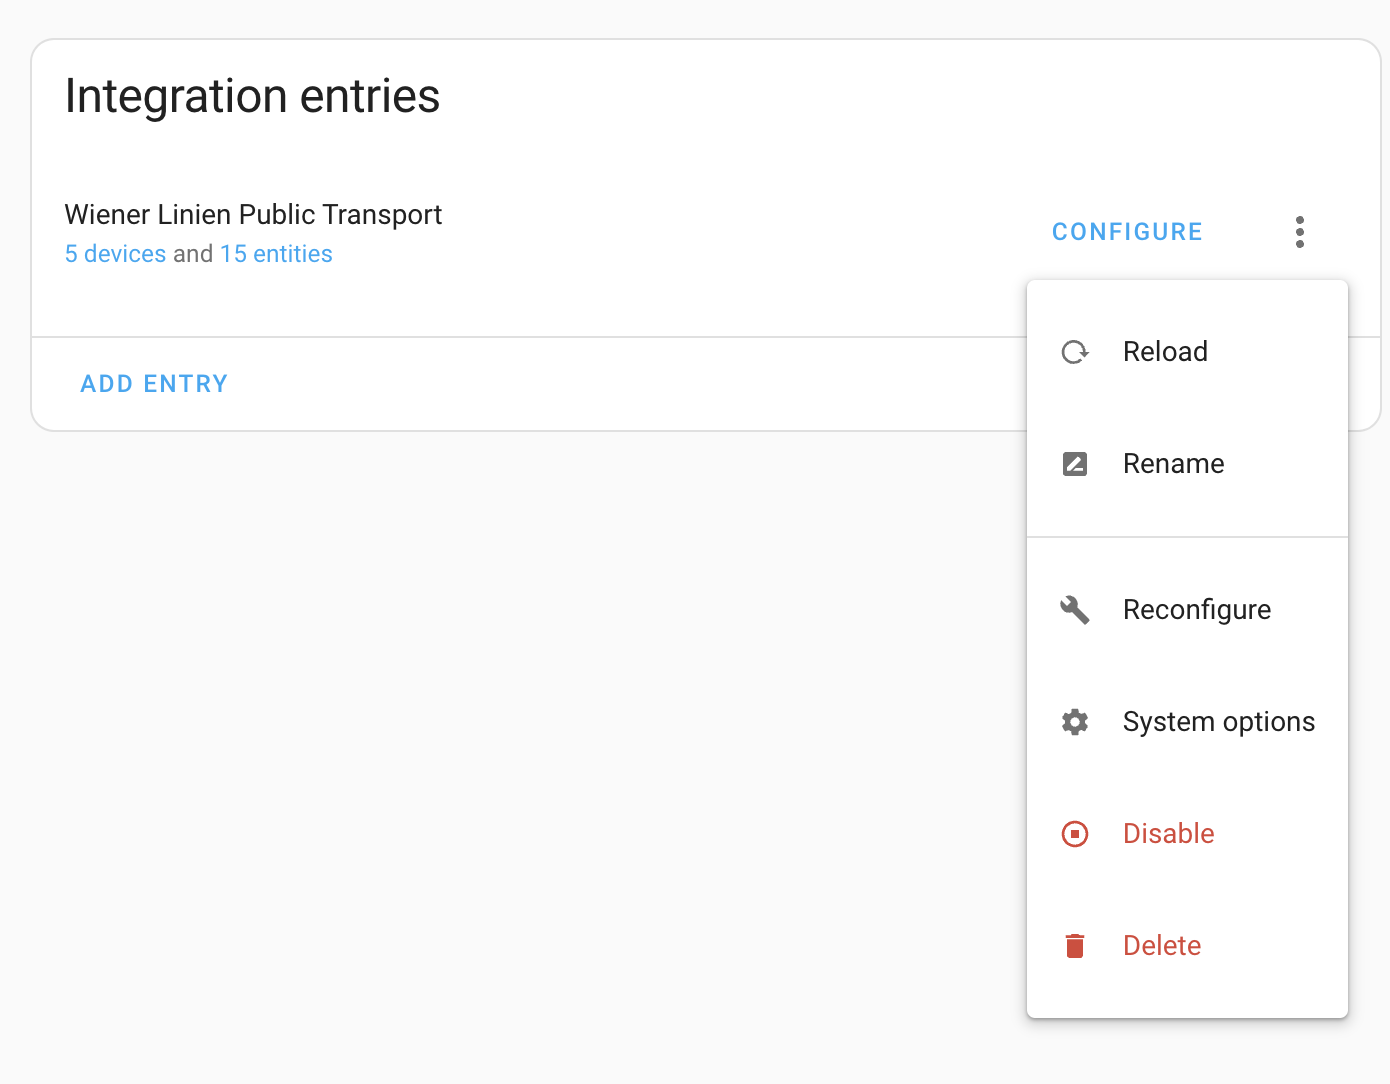 Integration entries
Wiener Linien Public Transport
5 devices and 15 entities
CONFIGURE
ADD ENTRY
Reload
Rename
Reconfigure
System options
Disable
Delete